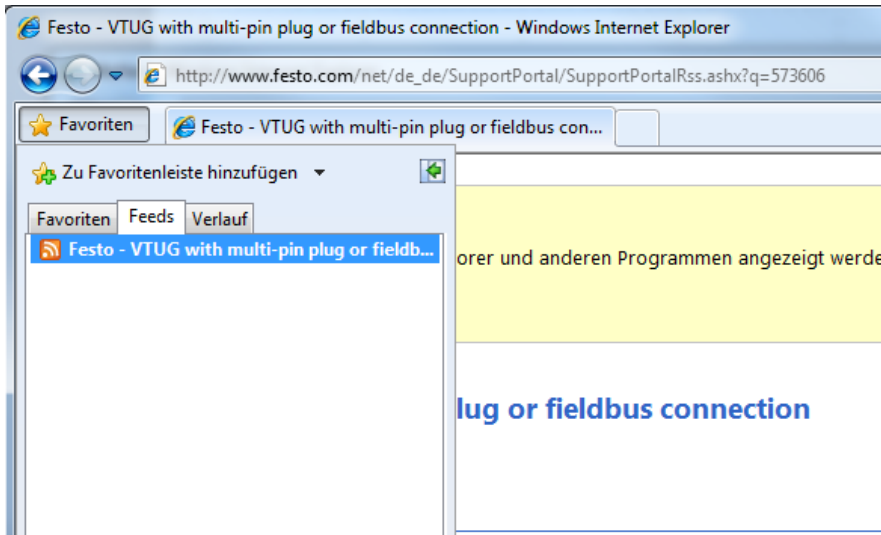 Festo - VTUG with multi-pin plug or fieldbus connection - Windows Internet Explorer
http://www.festo.com/net/de_de/SupportPortal/SupportPortalRss.ashx?q=573606
Favoriten
Festo - VTUG with multi-pin plug or fieldbus con...
Zu Favoritenleiste hinzufügen
Favoriten Feeds Verlauf
Festo - VTUG with multi-pin plug or fieldb...
orer und anderen Programmen angezeigt werde
lug or fieldbus connection